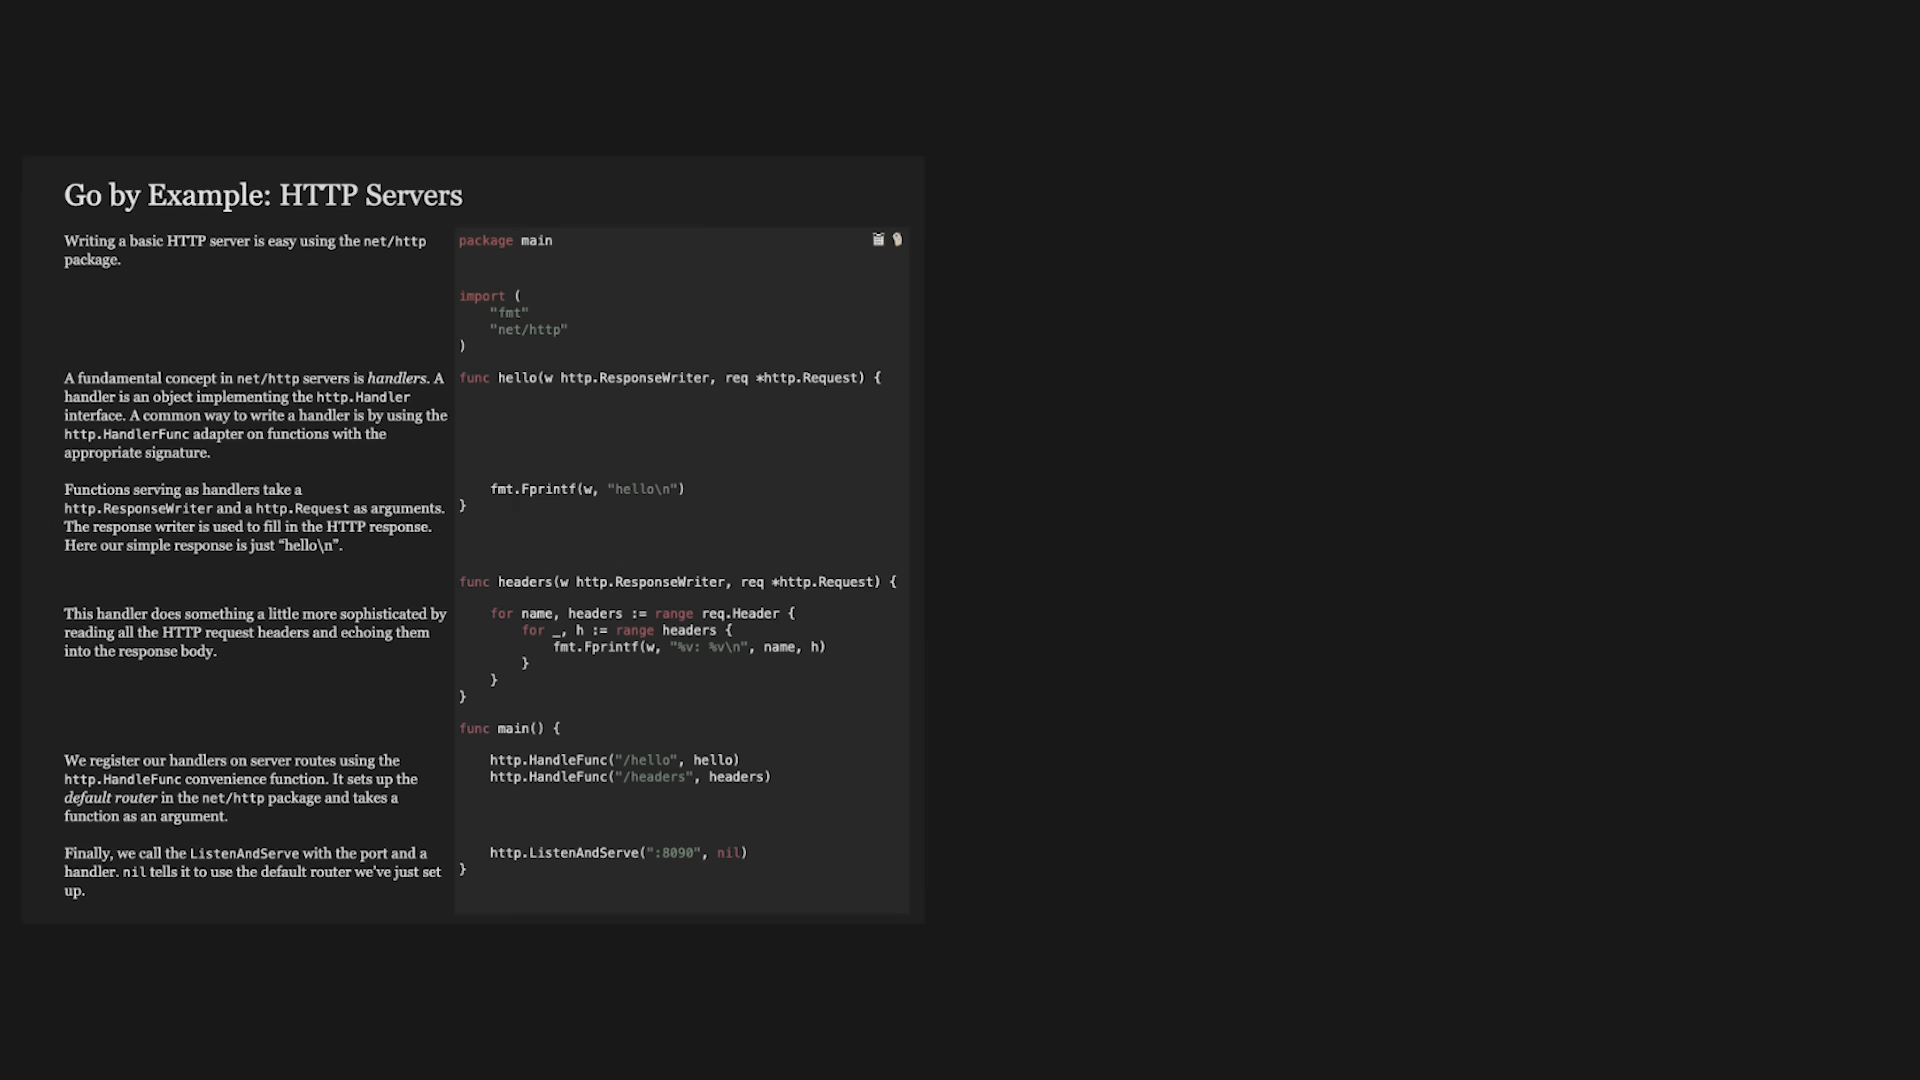 Go by Example: HTTP Servers
Writing a basic HTTP server is easy using the net/http
package.
package main
import (
"fmt"
"net/http"
)
A fundamental concept in net/http servers is handlers. A
handler is an object implementing the http.Handler
interface. A common way to write a handler is by using the
http.HandlerFunc adapter on functions with the
appropriate signature.
func hello(w http.ResponseWriter, req *http.Request) {
Functions serving as handlers take a
http.ResponseWriter and a http.Request as arguments.
The response writer is used to fill in the HTTP response.
Here our simple response is just “hello\n”.
fmt.Fprintf(w, "hello\n")
}
func headers(w http.ResponseWriter, req *http.Request) {
This handler does something a little more sophisticated by
reading all the HTTP request headers and echoing them
into the response body.
for name, headers := range req.Header {
for _, h := range headers {
fmt.Fprintf(w, "%v: %v\n", name, h)
}
}
}
func main() {
We register our handlers on server routes using the
http.HandleFunc convenience function. It sets up the
default router in the net/http package and takes a
function as an argument.
http.HandleFunc("/hello", hello)
http.HandleFunc("/headers", headers)
Finally, we call the ListenAndServe with the port and a
handler. nil tells it to use the default router we’ve just set
up.
http.ListenAndServe(":8090", nil)
}